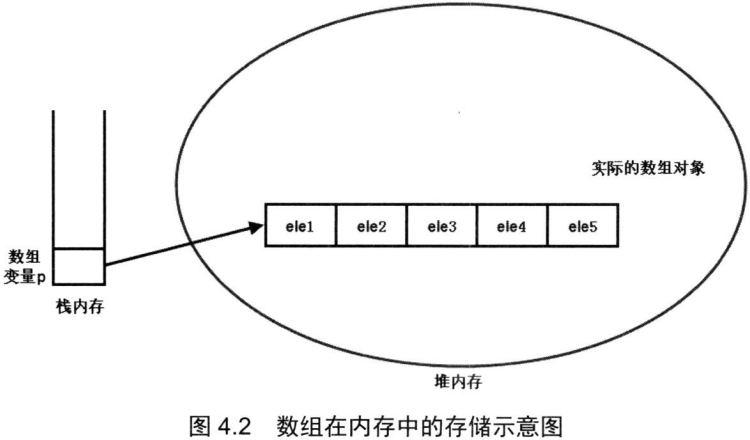 实际的数组对象
ele1 ele2 ele3 ele4 ele5
数组
变量p
栈内存
堆内存
图 4.2 数组在内存中的存储示意图